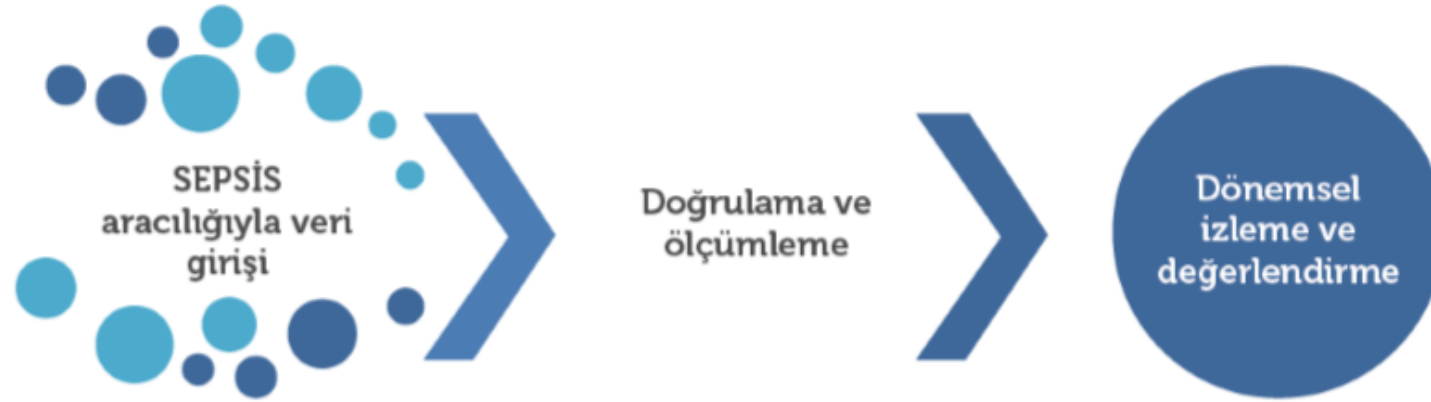 SEPSİS
aracılığıyla veri
girişi
Doğrulama ve
ölçümleme
Dönemsel
izleme ve
değerlendirme